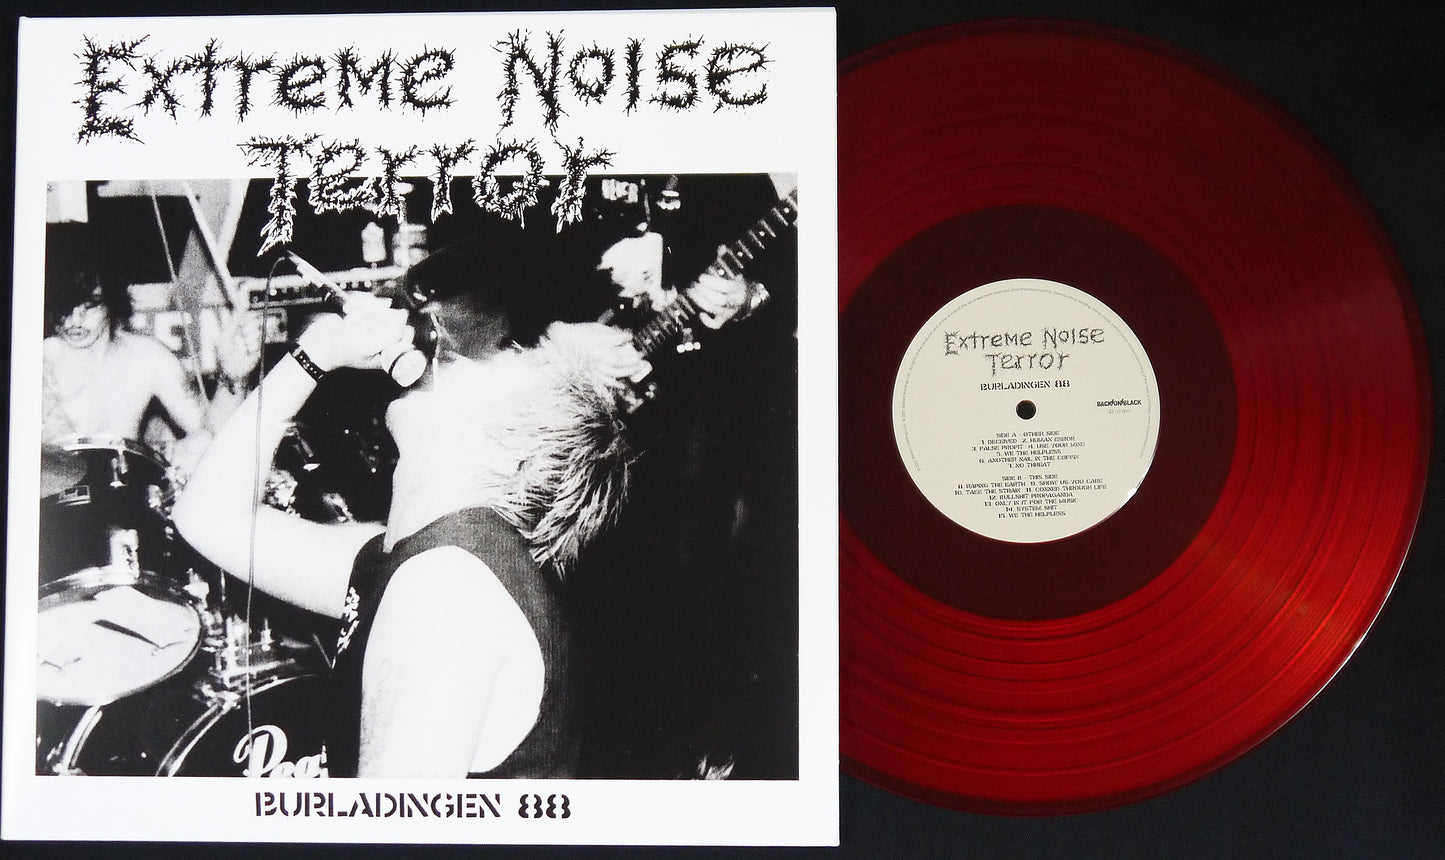 Extreme Noise
Terror
Burladingen 88
Extreme Noise
Terror
Burladingen 88
BACK ON BLACK
33 1/3 rpm
Side A Other Side
1. Deceived 2. Human Error
3. False Profit 4. Use Your Mind
5. We The Helpless
6. Another Nail In The Coffin
7. No Threat
Side B This Side
8. Raping The Earth 9. Show Us You Care
10. Take The Strain 11. Conned Through Life
12. Bullshit Propaganda
13. Only In It For The Music
14. System Shit
15. We The Helpless